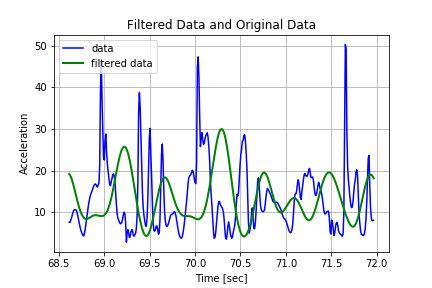 Filtered Data and Original Data
data
filtered data
Acceleration
50
40
30
20
10
68.5 69.0 69.5 70.0 70.5 71.0 71.5 72.0
Time [sec]